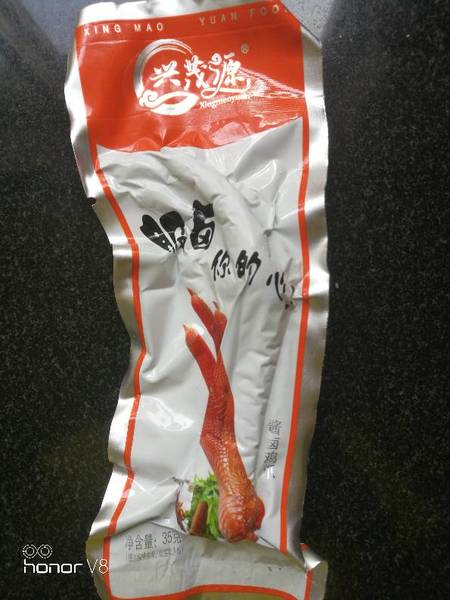 XING MAO YUAN FOO
兴茂源®
Xingmaoyuan
卤
你的心
酱卤鸡爪
净含量: 35克
honor V8